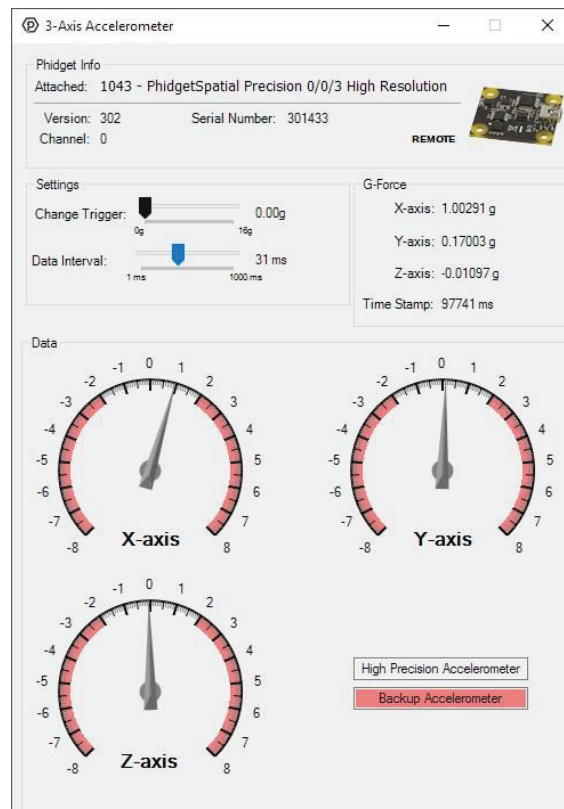 3-Axis Accelerometer
Phidget Info
Attached: 1043 - PhidgetSpatial Precision 0/0/3 High Resolution
Version: 302 Serial Number: 301433
Channel: 0 REMOTE
Settings
Change Trigger: 0.00g
0g 16g
Data Interval: 31 ms
1 ms 1000 ms
G-Force
X-axis: 1.00291 g
Y-axis: 0.17003 g
Z-axis: -0.01097 g
Time Stamp: 97741 ms
Data
-8 -7 -6 -5 -4 -3 -2 -1 0 1 2 3 4 5 6 7 8
X-axis
-8 -7 -6 -5 -4 -3 -2 -1 0 1 2 3 4 5 6 7 8
Y-axis
-8 -7 -6 -5 -4 -3 -2 -1 0 1 2 3 4 5 6 7 8
Z-axis
High Precision Accelerometer
Backup Accelerometer